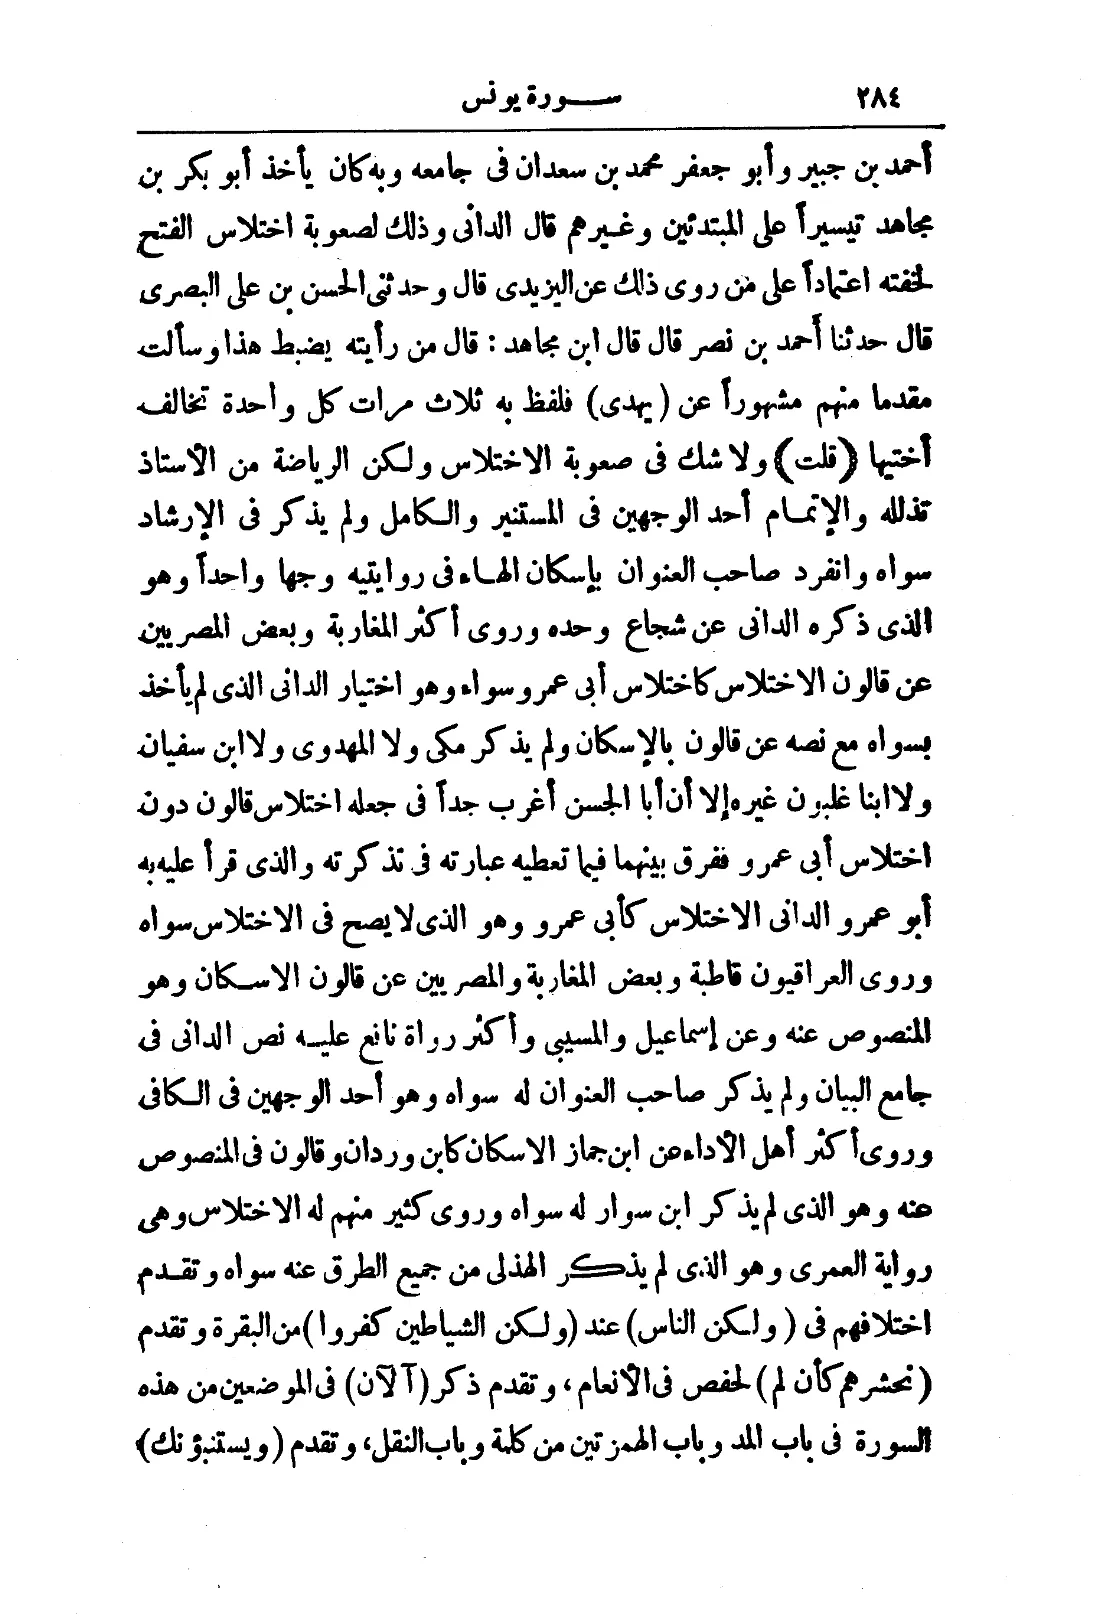 ٢٨٤ ســـورة يونس
أحمد بن جبير وأبو جعفر محمد بن سعدان فى جامعه وبه كان يأخذ أبو بكر بن
مجاهد تيسيراً على المبتدئين وغيرهم قال الدانى وذلك لصعوبة اختلاس الفتح
لخفته اعتماداً على من روى ذلك عن اليزيدى قال وحدثنى الحسن بن على البصرى
قال حدثنا أحمد بن نصر قال قال ابن مجاهد : قال من رأيته يضبط هذا وسألت
مقدما منهم مشهوراً عن (يهدى) فلفظ به ثلاث مرات كل واحدة تخالف
أختيها (قلت) ولا شك فى صعوبة الاختلاس ولكن الرياضة من الأستاذ
تذلله والإتمـام أحد الوجهين فى المستنير والـكامل ولم يذكر فى الإرشاد
سواه وانفرد صاحب العنوان بإسكان الهـاء فى روايتيه وجها واحداً وهو
الذى ذكره الدانى عن شجاع وحده وروى أكثر المغاربة وبعض المصريين
عن قالون الاختلاس كاختلاس أبى عمرو سواء وهو اختيار الدانى الذى لم يأخذ
بسواه مع نصه عن قالون بالإسكان ولم يذكر مكى ولا المهدوى ولا ابن سفيان
ولا ابنا غلبون غيره إلا أن أبا الحسن أغرب جداً فى جعله اختلاس قالون دون
اختلاس أبى عمرو ففرق بينهما فيما تعطيه عبارته فى تذكرته والذى قرأ عليه به
أبو عمرو الدانى الاختلاس كأبى عمرو وهو الذى لا يصح فى الاختلاس سواه
وروى العراقيون قاطبة وبعض المغاربة والمصريين عن قالون الاسـكان وهو
المنصوص عنه وعن إسماعيل والمسيبى وأكثر رواة نافع عليـه نص الدانى فى
جامع البيان ولم يذكر صاحب العنوان له سواه وهو أحد الوجهين فى الـكافى
وروى أكثر أهل الأداء عن ابن جماز الاسكان كابن وردان وقالون فى المنصوص
عنه وهو الذى لم يذكر ابن سوار له سواه وروى كثير منهم له الاختلاس وهى
رواية العمرى وهو الذى لم يذكــر الهذلى من جميع الطرق عنه سواه وتقـدم
اختلافهم فى ( ولـكن الناس) عند (ولـكن الشياطين كفروا) من البقرة وتقدم
(نحشرهم كأن لم) لحفص فى الأنعام ، وتقدم ذكر (آلآن) فى الموضعين من هذه
السورة فى باب المد وباب الهمزتين من كلمة وباب النقل، وتقدم (ويستنبؤنك)